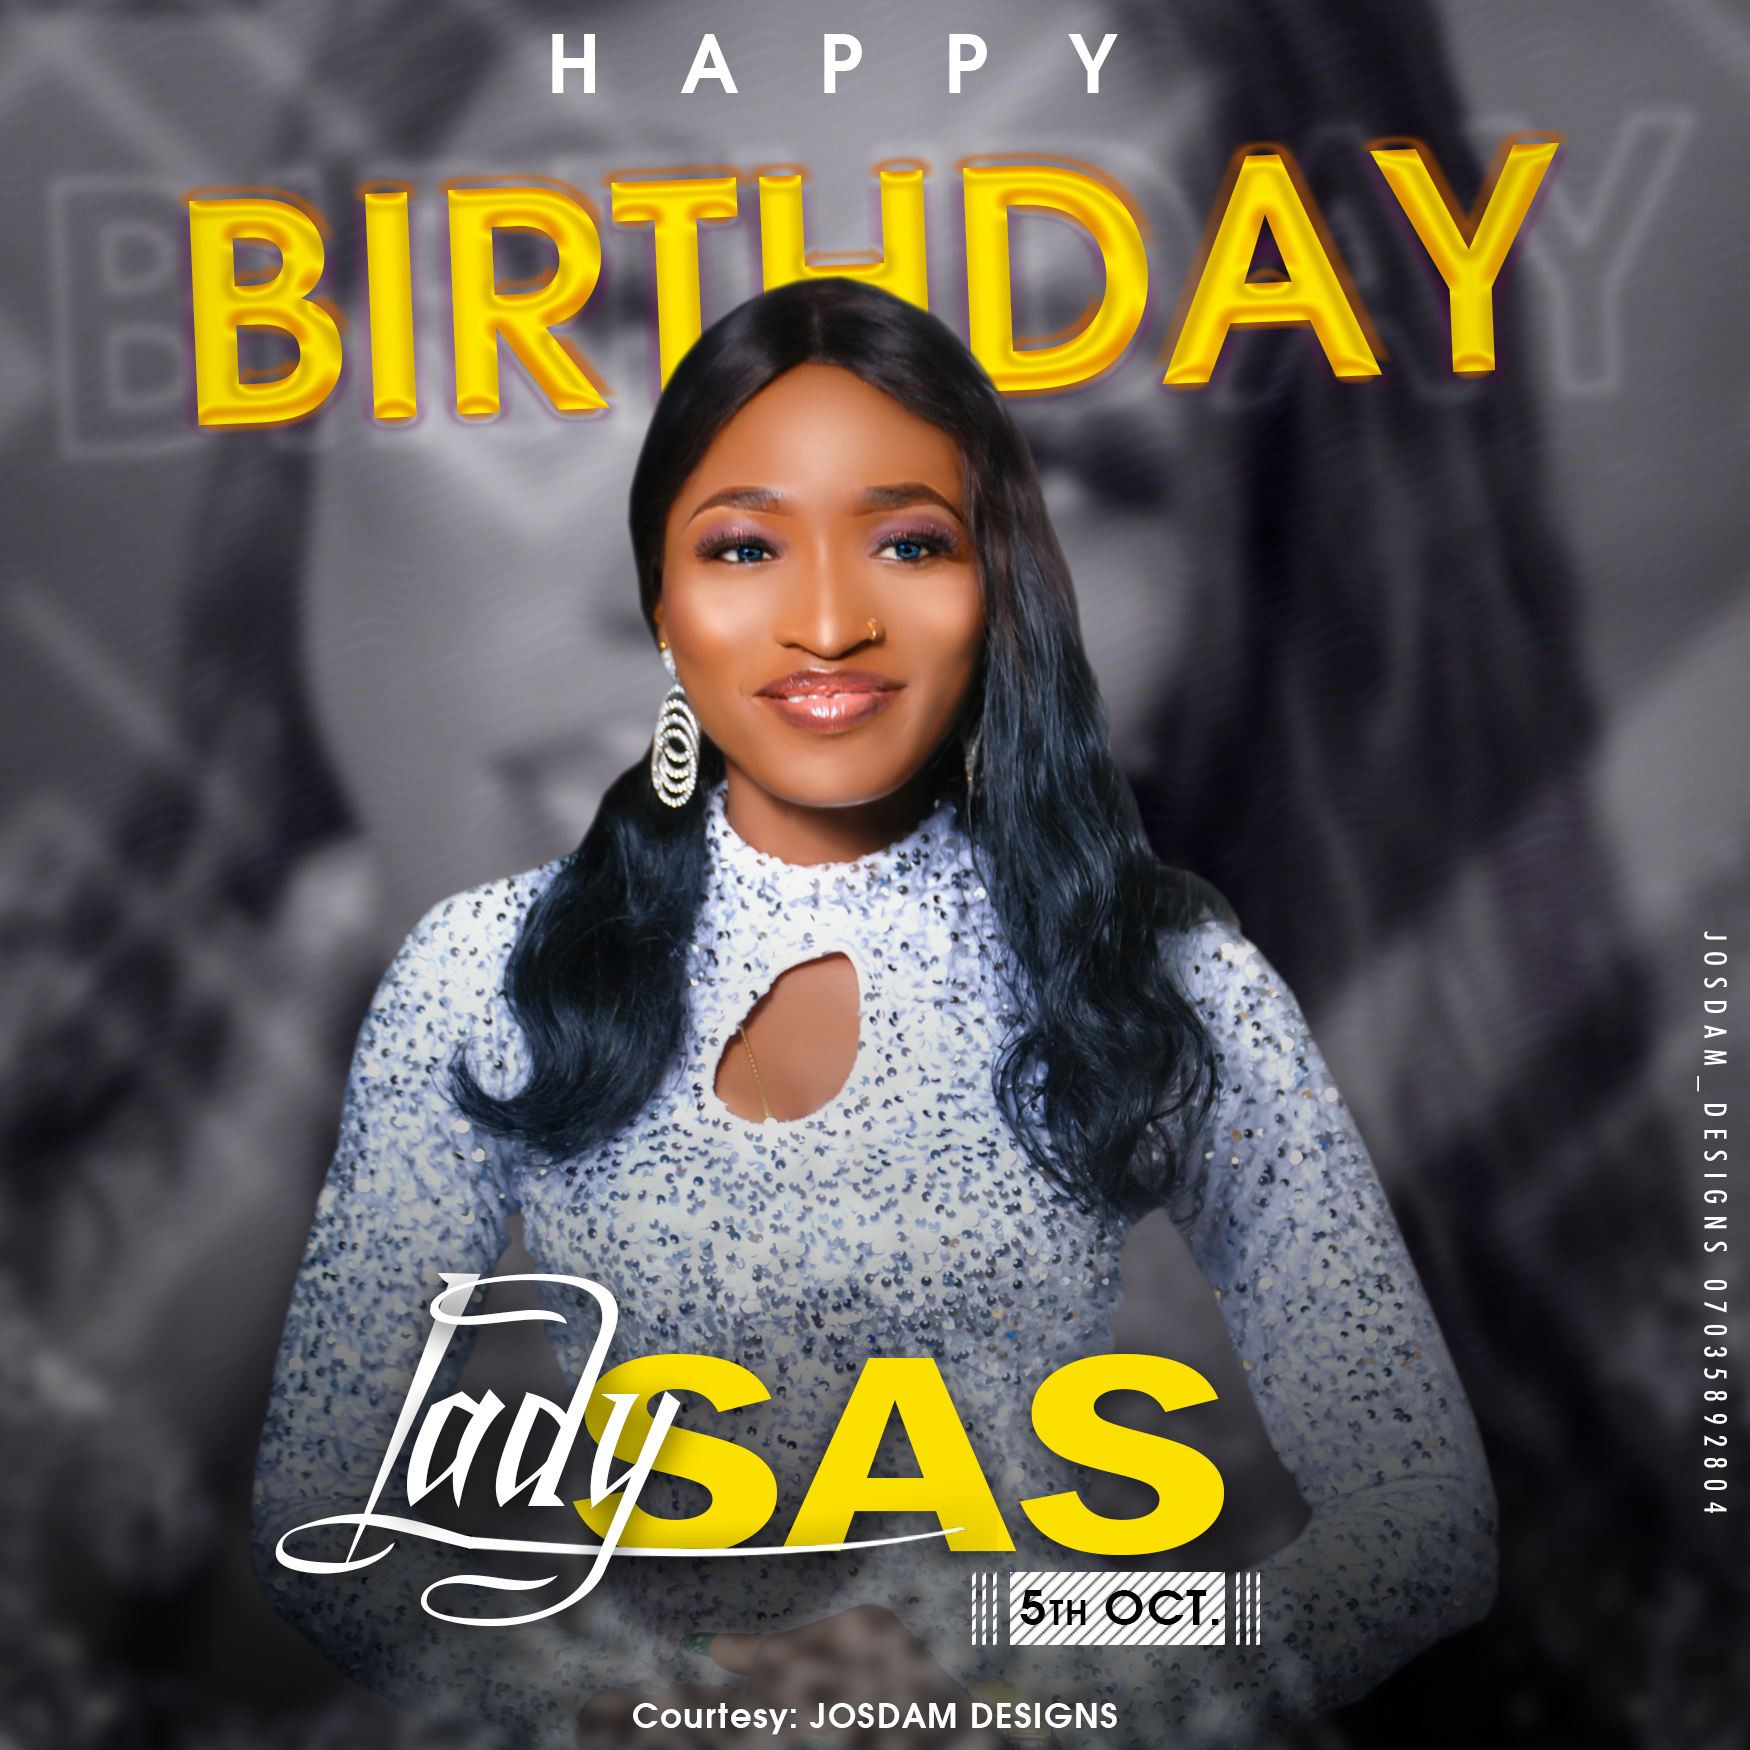 HAPPY
BIRTHDAY
Lady
SAS
5TH OCT.
Courtesy: JOSDAM DESIGNS
JOSDAM_DESIGNS 07035892804